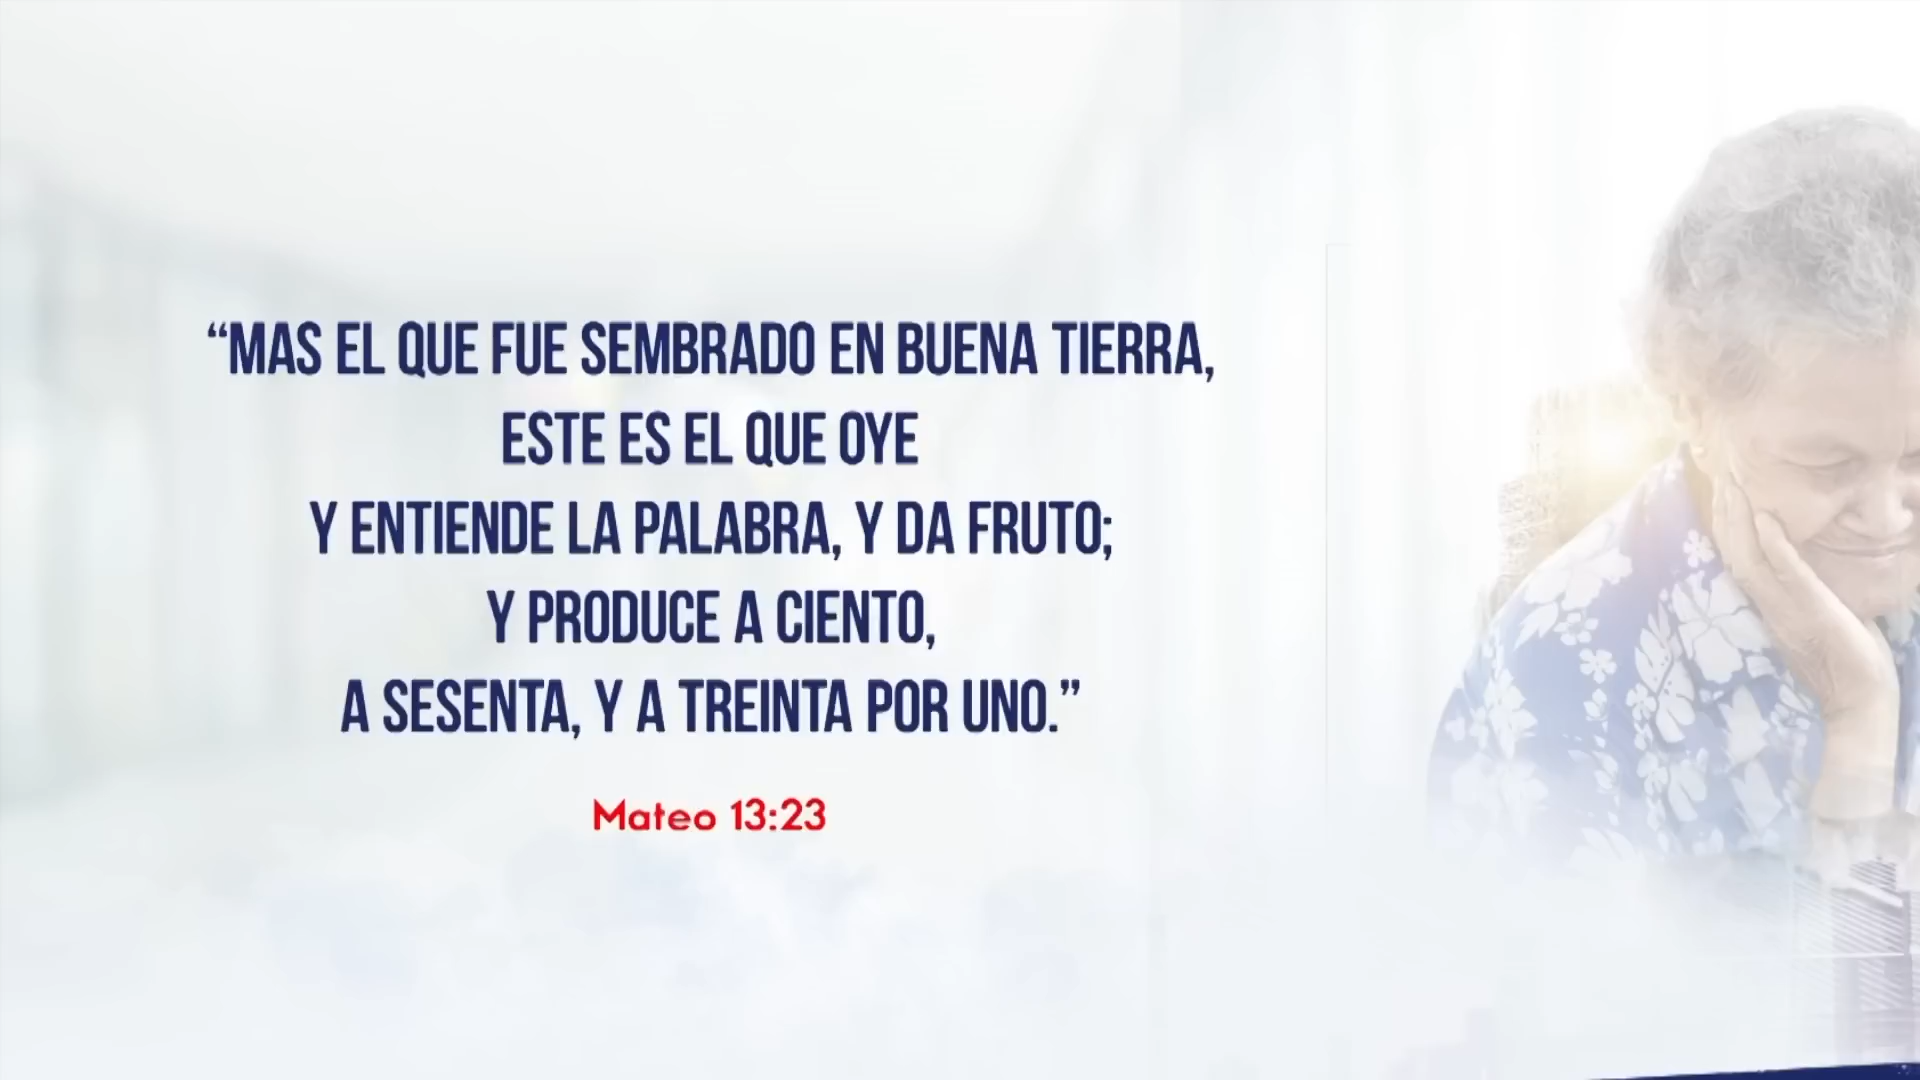 “MAS EL QUE FUE SEMBRADO EN BUENA TIERRA,
ESTE ES EL QUE OYE
Y ENTIENDE LA PALABRA, Y DA FRUTO;
Y PRODUCE A CIENTO,
A SESENTA, Y A TREINTA POR UNO.”
Mateo 13:23